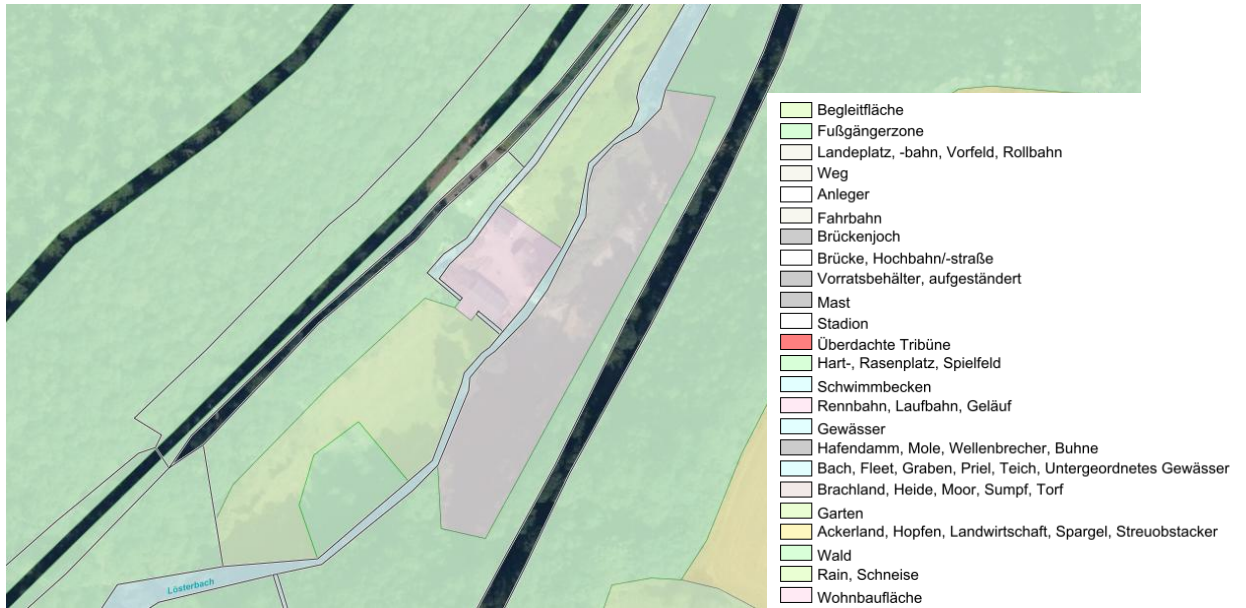 Begleitfläche
Fußgängerzone
Landeplatz, -bahn, Vorfeld, Rollbahn
Weg
Anleger
Fahrbahn
Brückenjoch
Brücke, Hochbahn/-straße
Vorratsbehälter, aufgeständert
Mast
Stadion
Überdachte Tribüne
Hart-, Rasenplatz, Spielfeld
Schwimmbecken
Rennbahn, Laufbahn, Geläuf
Gewässer
Hafendamm, Mole, Wellenbrecher, Buhne
Bach, Fleet, Graben, Priel, Teich, Untergeordnetes Gewässer
Brachland, Heide, Moor, Sumpf, Torf
Garten
Ackerland, Hopfen, Landwirtschaft, Spargel, Streuobstacker
Wald
Rain, Schneise
Wohnbaufläche
Lösterbach